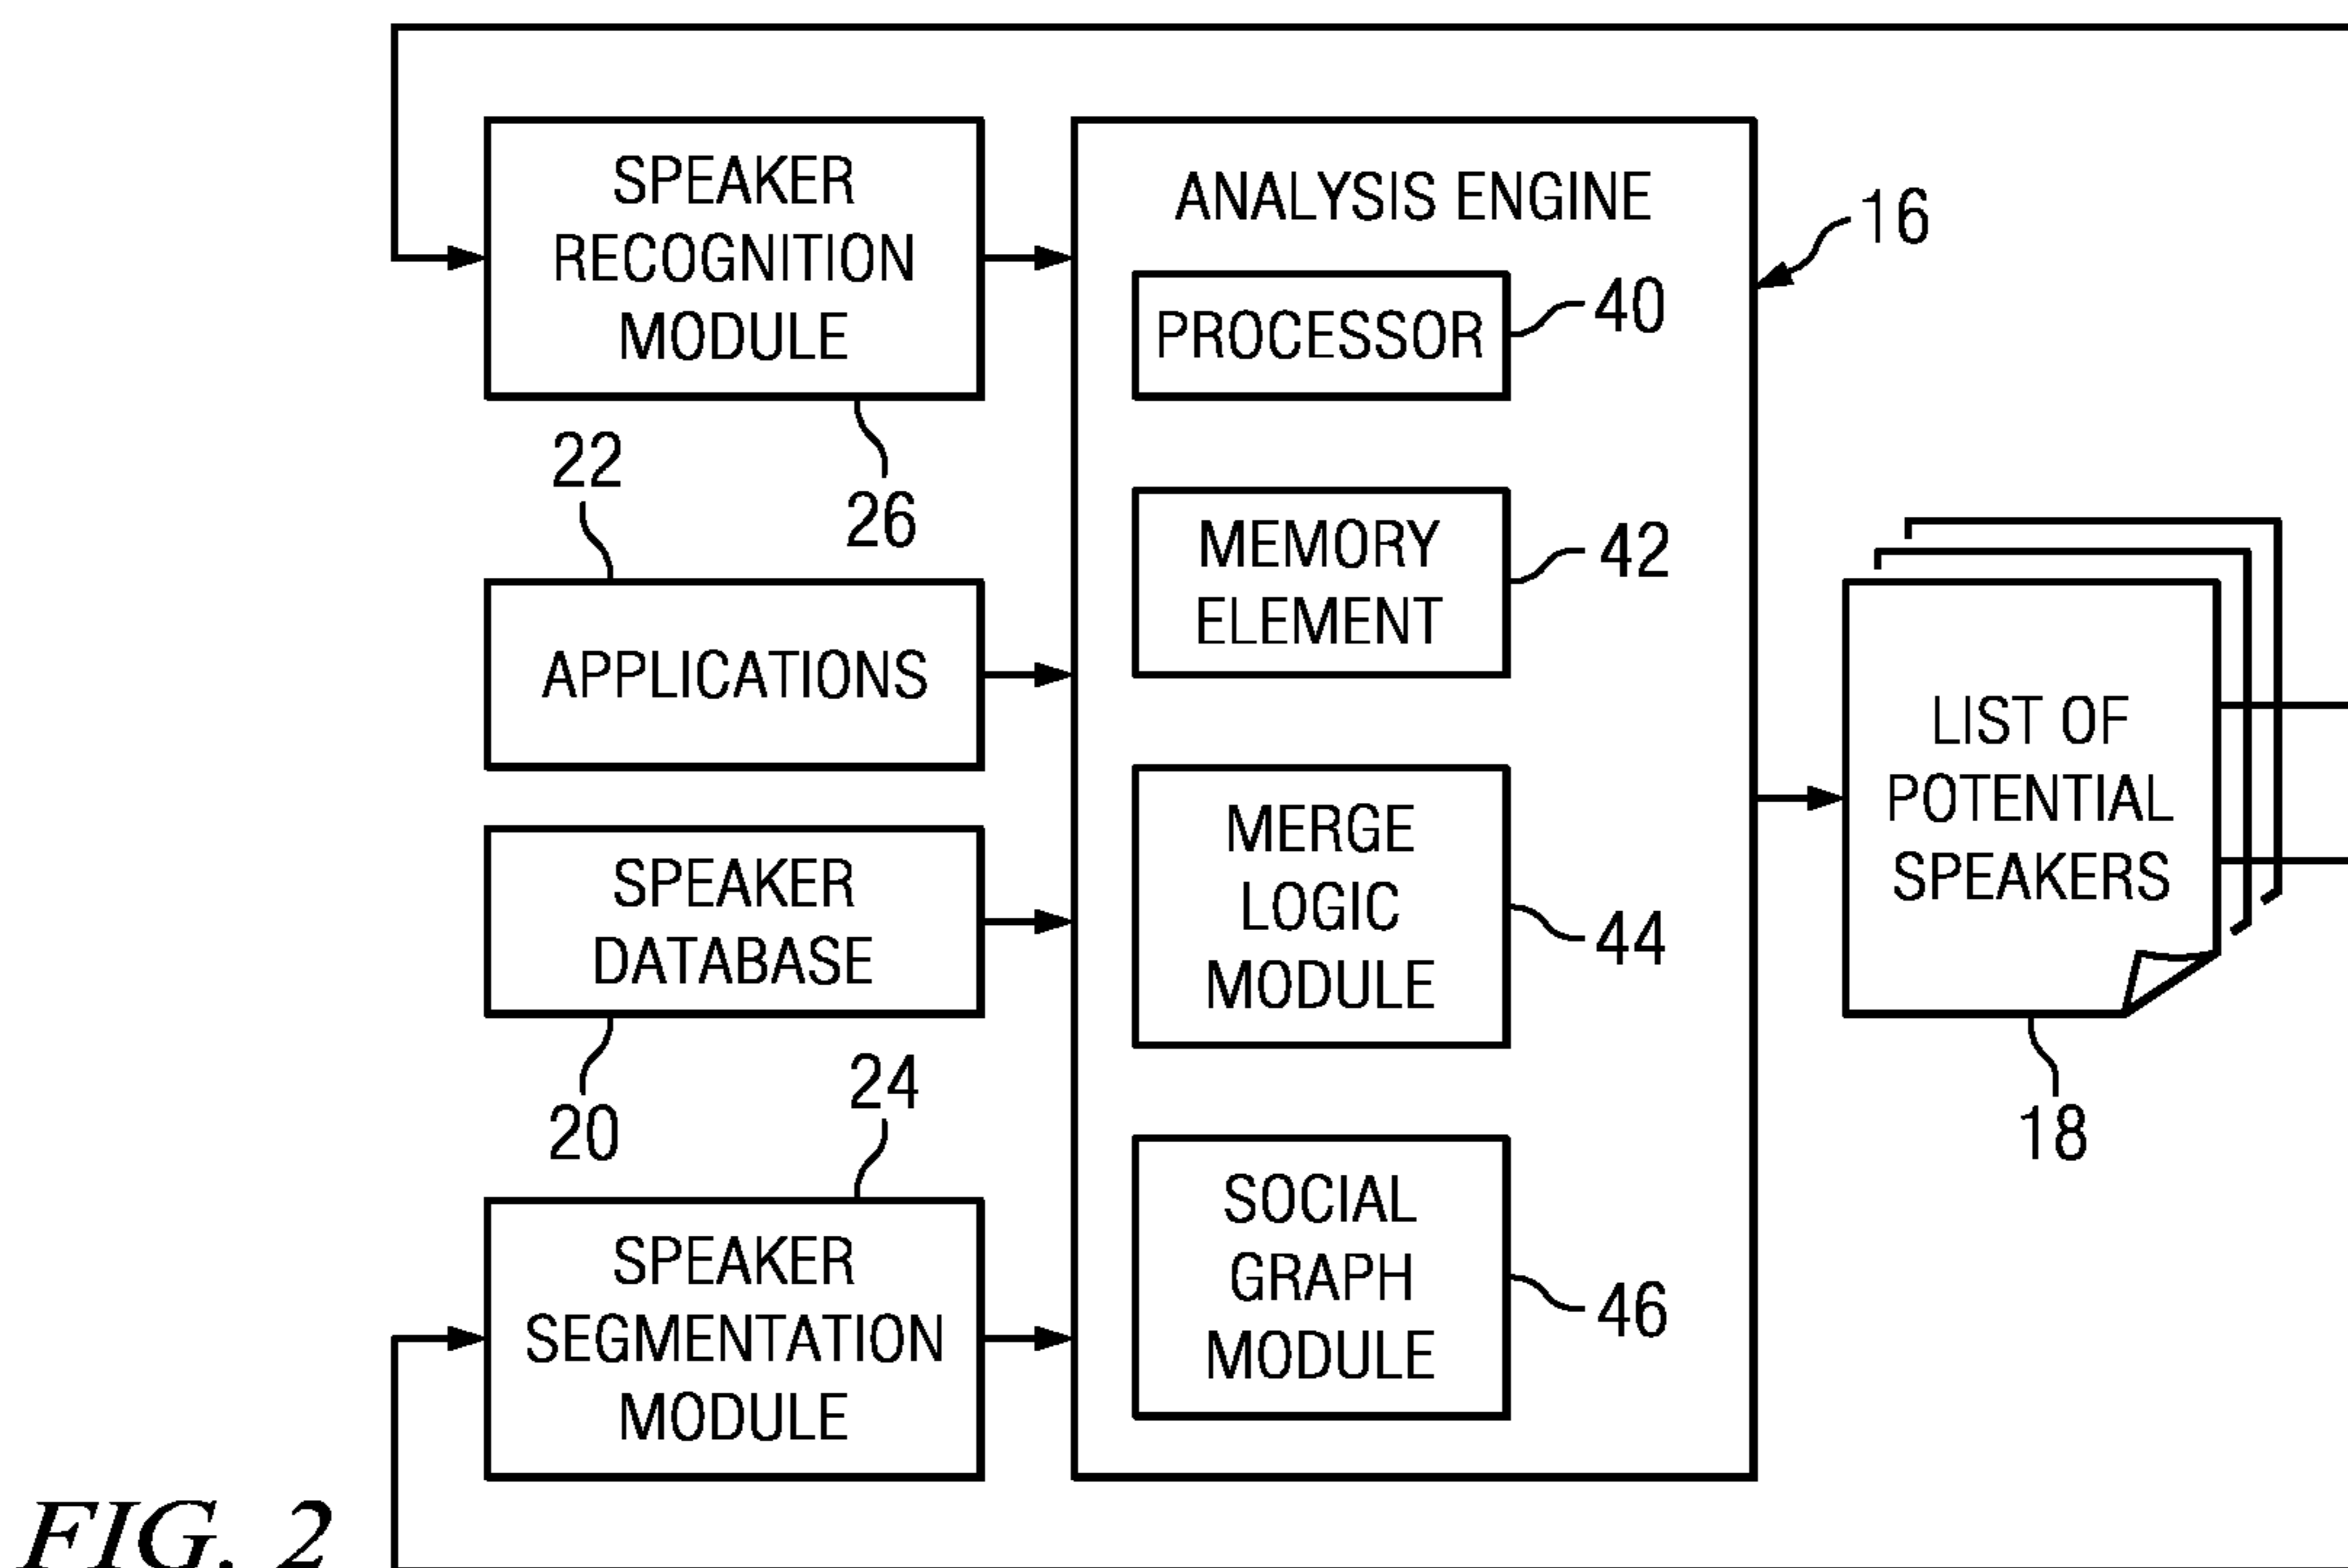 SPEAKER
RECOGNITION
MODULE
26
22
APPLICATIONS
SPEAKER
DATABASE
20
24
SPEAKER
SEGMENTATION
MODULE
ANALYSIS ENGINE
16
PROCESSOR
40
MEMORY
ELEMENT
42
MERGE
LOGIC
MODULE
44
SOCIAL
GRAPH
MODULE
46
LIST OF
POTENTIAL
SPEAKERS
18
FIG. 2